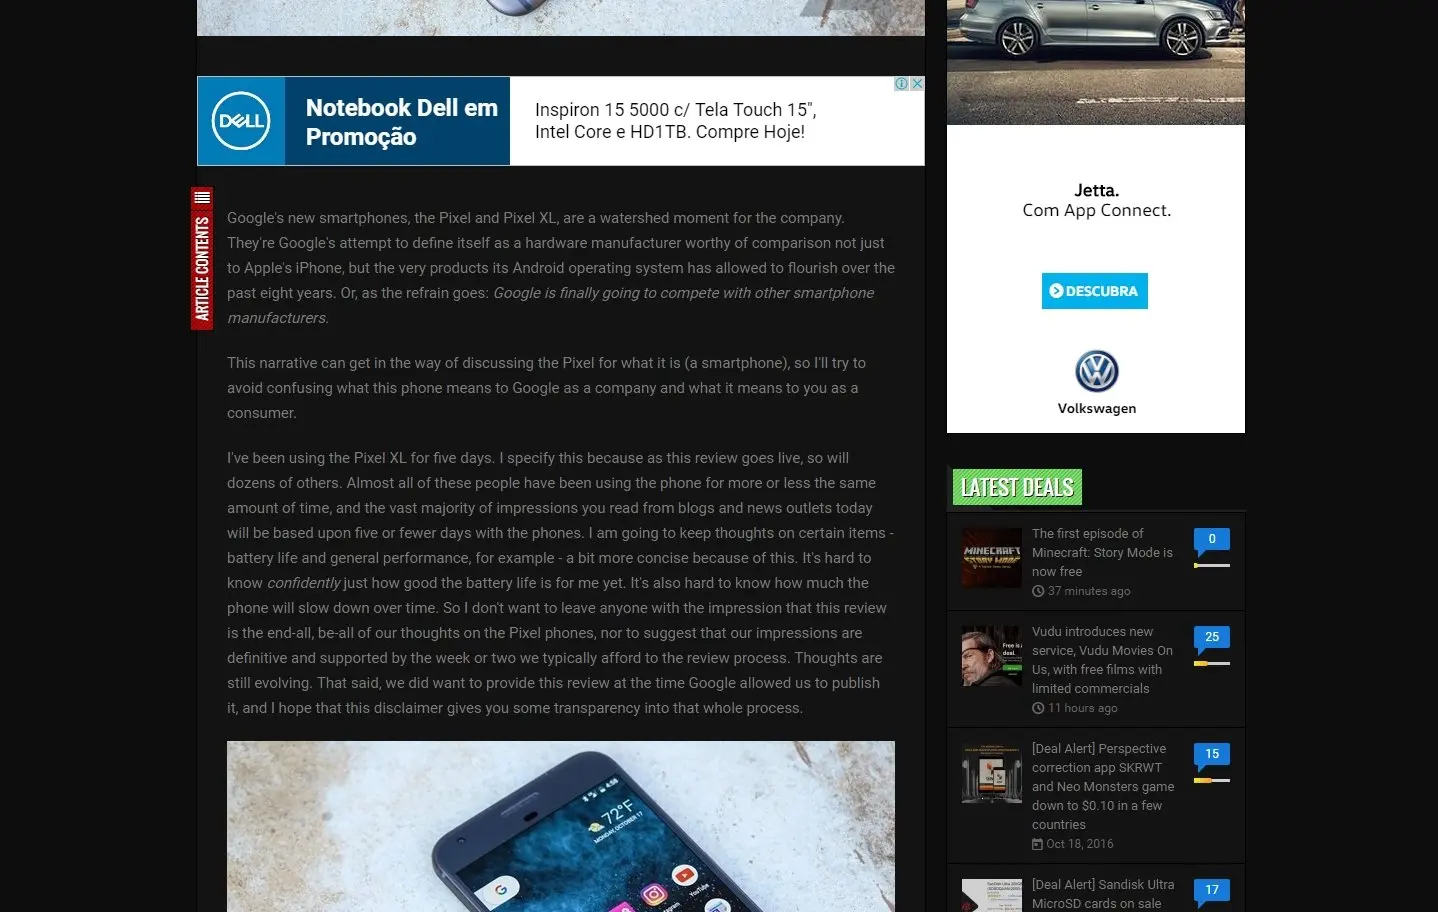 DELL
Notebook Dell em
Promoção
Inspiron 15 5000 c/ Tela Touch 15",
Intel Core e HD1TB. Compre Hoje!
ARTICLE CONTENTS
Google's new smartphones, the Pixel and Pixel XL, are a watershed moment for the company.
They're Google's attempt to define itself as a hardware manufacturer worthy of comparison not just
to Apple's iPhone, but the very products its Android operating system has allowed to flourish over the
past eight years. Or, as the refrain goes: Google is finally going to compete with other smartphone
manufacturers.
This narrative can get in the way of discussing the Pixel for what it is (a smartphone), so I'll try to
avoid confusing what this phone means to Google as a company and what it means to you as a
consumer.
I've been using the Pixel XL for five days. I specify this because as this review goes live, so will
dozens of others. Almost all of these people have been using the phone for more or less the same
amount of time, and the vast majority of impressions you read from blogs and news outlets today
will be based upon five or fewer days with the phones. I am going to keep thoughts on certain items -
battery life and general performance, for example - a bit more concise because of this. It's hard to
know confidently just how good the battery life is for me yet. It's also hard to know how much the
phone will slow down over time. So I don't want to leave anyone with the impression that this review
is the end-all, be-all of our thoughts on the Pixel phones, nor to suggest that our impressions are
definitive and supported by the week or two we typically afford to the review process. Thoughts are
still evolving. That said, we did want to provide this review at the time Google allowed us to publish
it, and I hope that this disclaimer gives you some transparency into that whole process.
4:58
72°F
MONDAY, OCTOBER 17
G
YouTube
Jetta.
Com App Connect.
DESCUBRA
Volkswagen
LATEST DEALS
MINECRAFT
STORY MODE
The first episode of
Minecraft: Story Mode is
now free
37 minutes ago
0
Vudu introduces new
service, Vudu Movies On
Us, with free films with
limited commercials
11 hours ago
25
[Deal Alert] Perspective
correction app SKRWT
and Neo Monsters game
down to $0.10 in a few
countries
Oct 18, 2016
15
[Deal Alert] Sandisk Ultra
MicroSD cards on sale
17